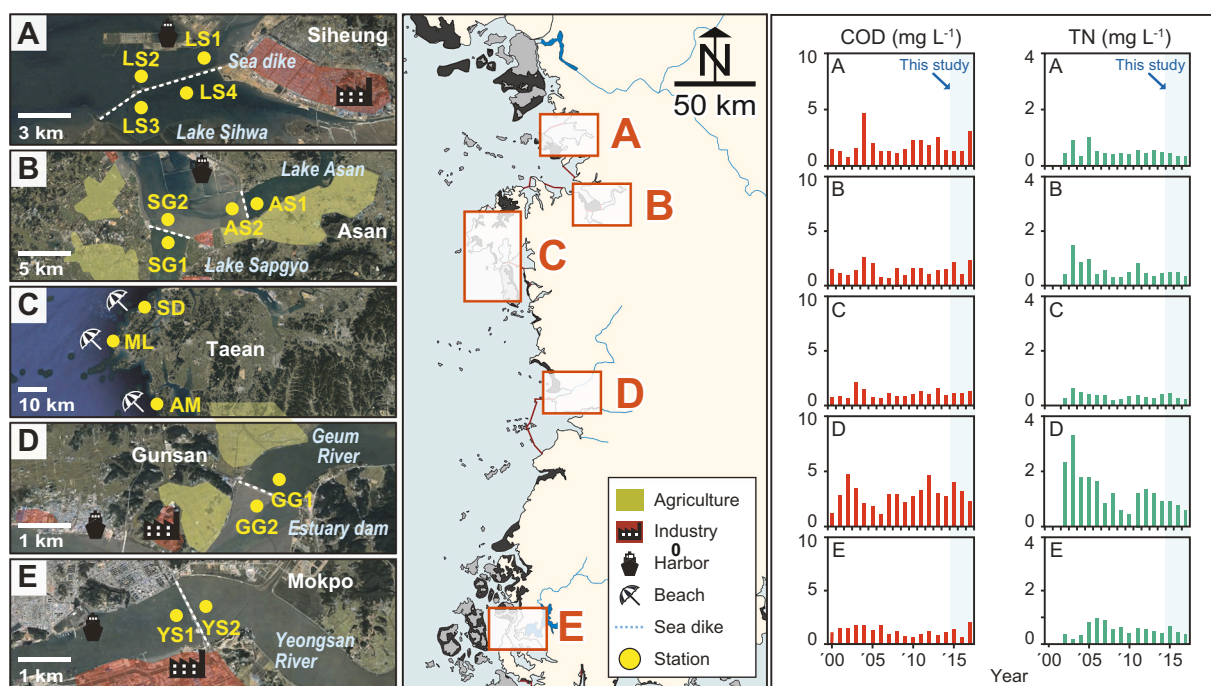 A
LS1
Siheung
LS2
Sea dike
LS4
LS3
3 km
Lake Sihwa
B
Lake Asan
SG2
AS1
AS2
Asan
5 km
SG1
Lake Sapgyo
C
SD
ML
Taean
10 km
AM
D
Geum
River
Gunsan
GG1
GG2
Estuary dam
1 km
E
Mokpo
YS1
YS2
Yeongsan
River
1 km
N
50 km
A
B
C
D
E
Agriculture
Industry
0
Harbor
Beach
Sea dike
Station
COD (mg L-1)
10
A
This study
5
0
10
B
5
0
10
C
5
0
10
D
5
0
10
E
5
0
'00
05
10
15
TN (mg L-1)
4
A
This study
2
0
4
B
2
0
4
C
2
0
4
D
2
0
4
E
2
0
'00
05
10
15
Year